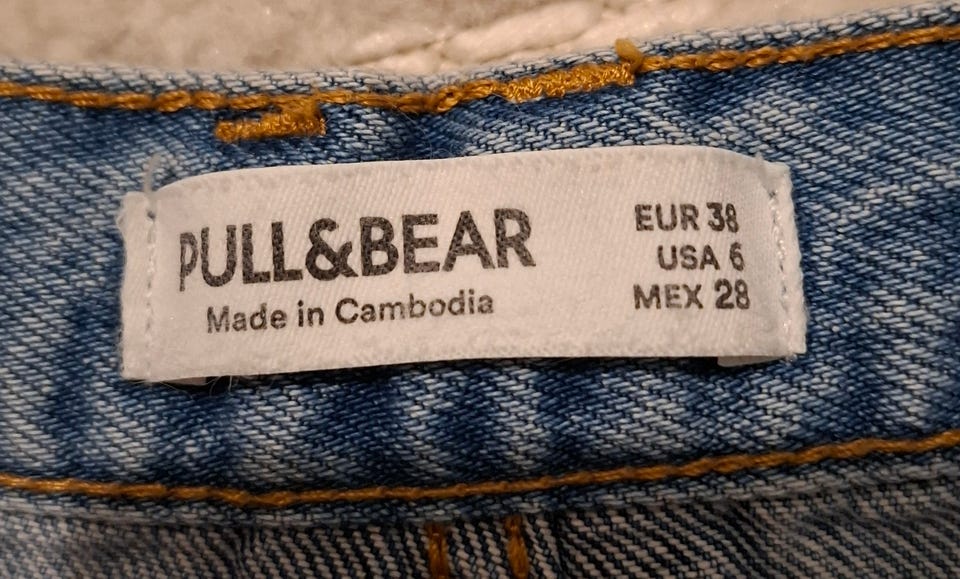 PULL&BEAR
Made in Cambodia
EUR 38
USA 6
MEX 28